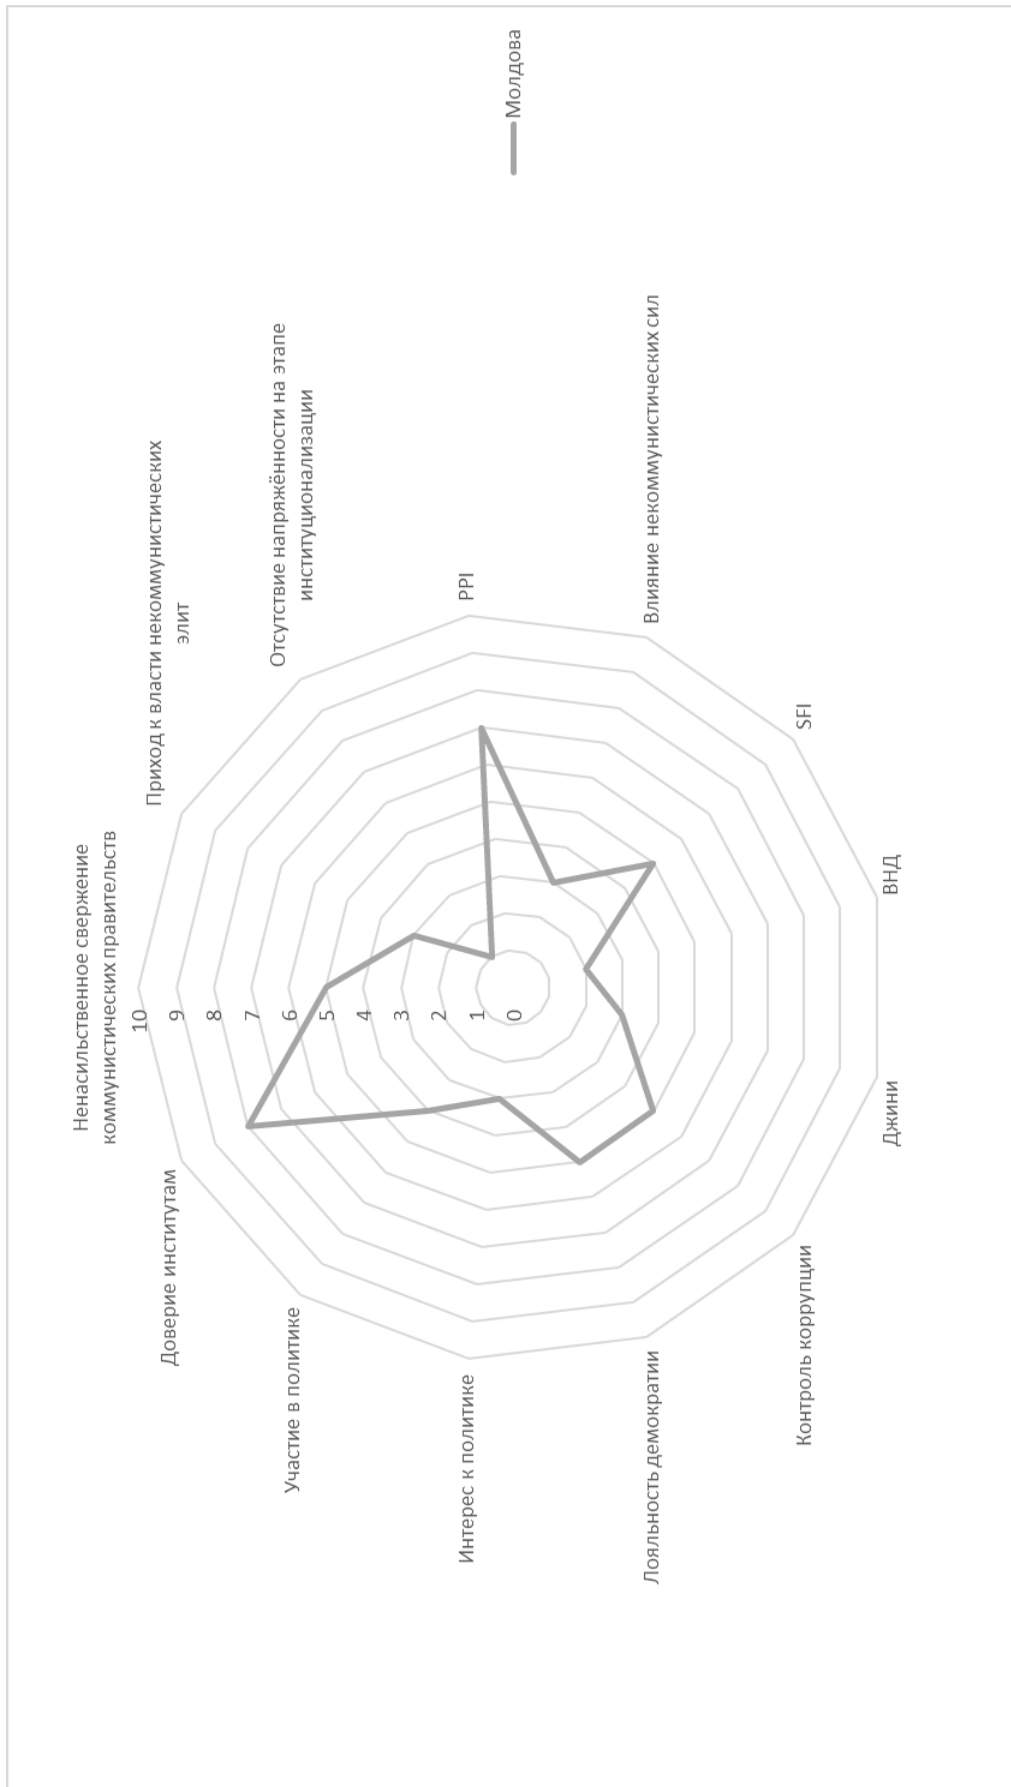 Ненасильственное свержение
коммунистических правительств
Приход к власти некоммунистических
элит
Отсутствие напряжённости на этапе
институционализации
PPI
Влияние некоммунистических сил
SFI
ВНД
Джини
Контроль коррупции
Лояльность демократии
Интерес к политике
Участие в политике
Доверие институтам
10
9
8
7
6
5
4
3
2
1
0
Молдова